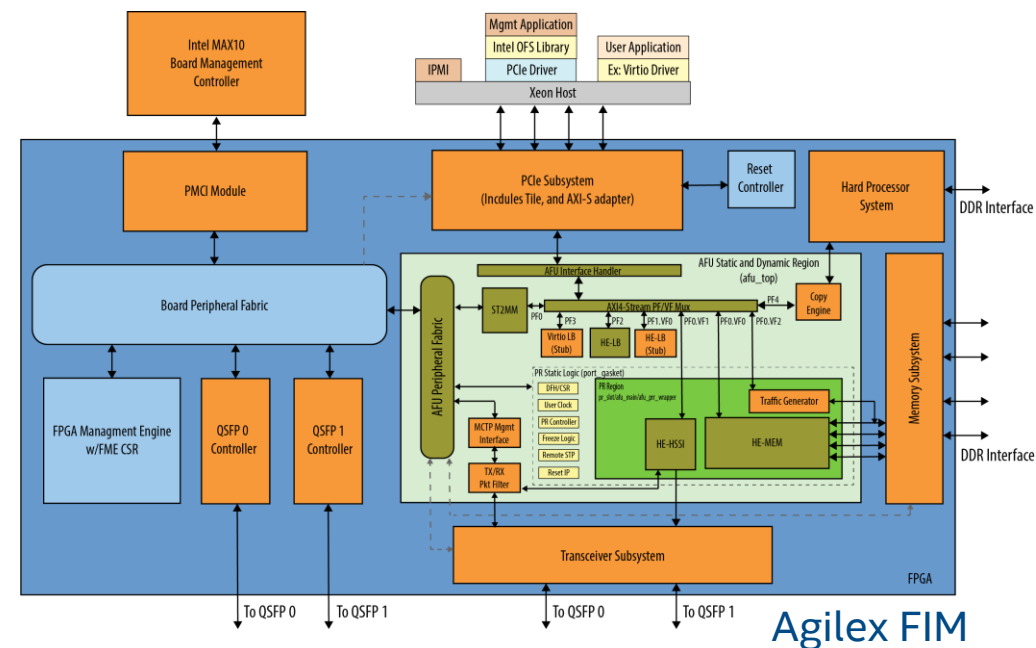 Intel MAX10
Board Management
Controller
Mgmt Application
Intel OFS Library
PCIe Driver
IPMI
User Application
Ex: Virtio Driver
Xeon Host
PMCI Module
PCIe Subsystem
(Incdules Tile, and AXI-S adapter)
Reset
Controller
Hard Processor
System
DDR Interface
Board Peripheral Fabric
AFU Static and Dynamic Region
(afu_top)
AFU Interface Handler
AFU Peripheral Fabric
ST2MM
PF0
AXI4-Stream PF/VF Mux
PF4
Copy
Engine
PF3
PF2
PF1.VF0
PF0.VF1
PF0.VF0
PF0.VF2
Virtio LB
(Stub)
HE-LB
HE-LB
(Stub)
Memory Subsystem
PR Static Logic (port_gasket)
DFH/CSR
User Clock
PR Controller
Freeze Logic
Remote STP
Reset IP
PR Region
pr_slot/afu_main/afu_prr_wrapper
Traffic Generator
HE-HSSI
HE-MEM
MCTP Mgmt
Interface
TX/RX
Pkt Filter
FPGA Managment Engine
w/FME CSR
QSFP 0
Controller
QSFP 1
Controller
DDR Interface
Transceiver Subsystem
FPGA
To QSFP 0
To QSFP 1
To QSFP 0
To QSFP 1
Agilex FIM